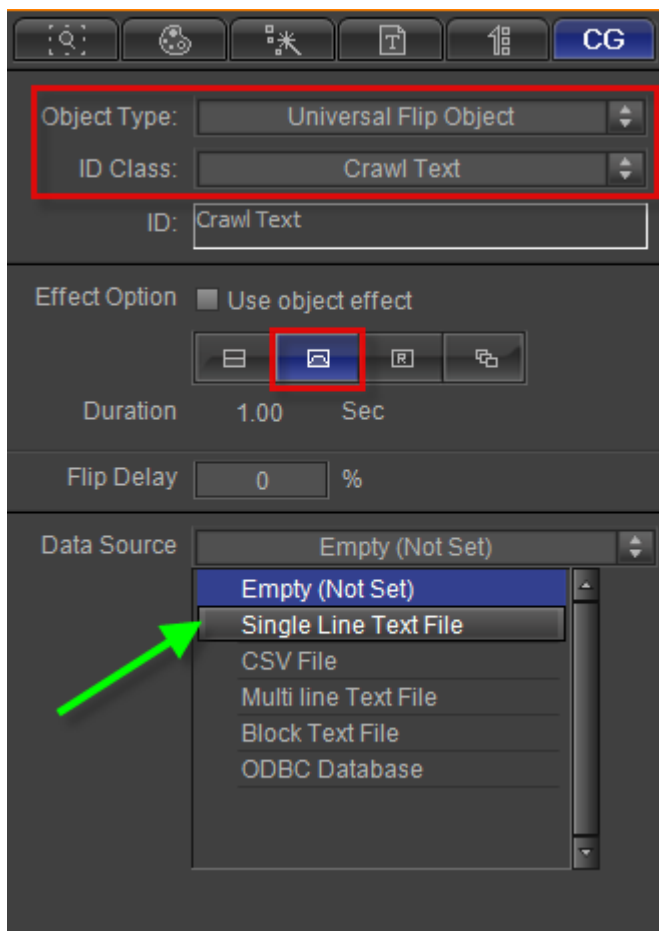 CG
Object Type: Universal Flip Object
ID Class: Crawl Text
ID: Crawl Text
Effect Option Use object effect
R
Duration 1.00 Sec
Flip Delay 0 %
Data Source Empty (Not Set)
Empty (Not Set)
Single Line Text File
CSV File
Multi line Text File
Block Text File
ODBC Database